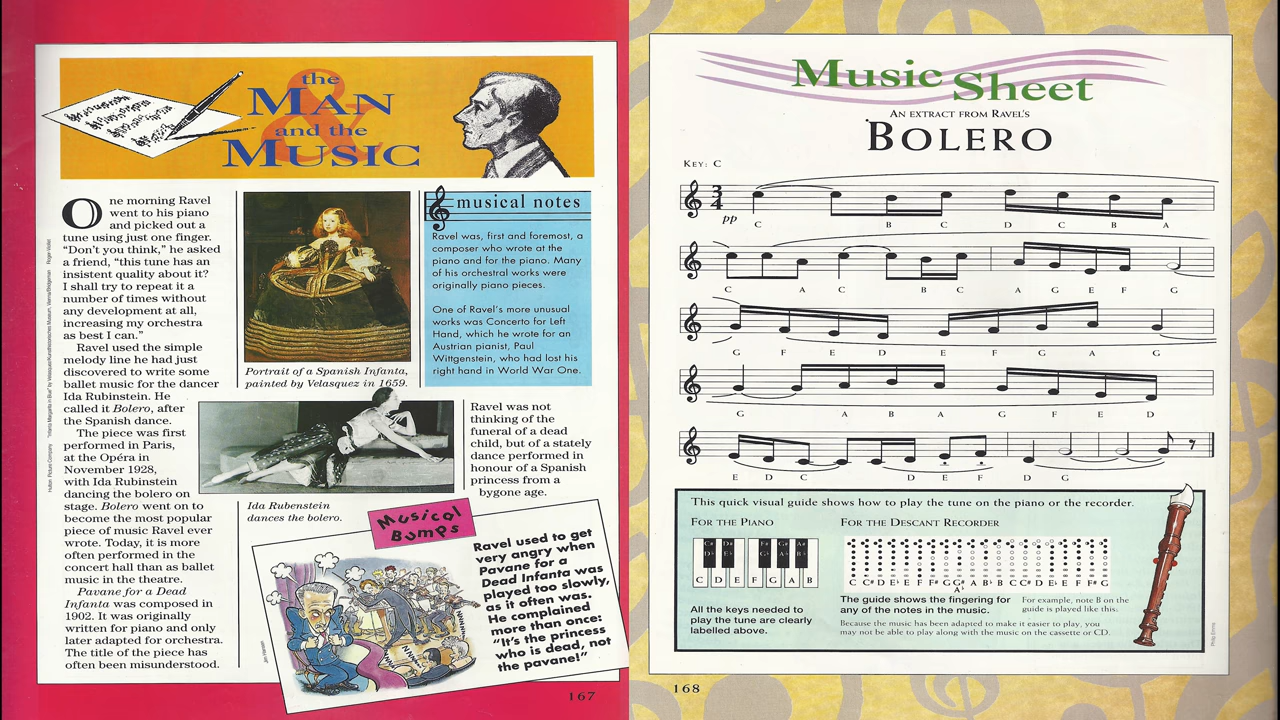 the
MAN
&
and the
MUSIC
One morning Ravel
went to his piano
and picked out a
tune using just one finger.
“Don’t you think,” he asked
a friend, “this tune has an
insistent quality about it?
I shall try to repeat it a
number of times without
any development at all,
increasing my orchestra
as best I can.”
Ravel used the simple
melody line he had just
discovered to write some
ballet music for the dancer
Ida Rubinstein. He
called it Bolero, after
the Spanish dance.
The piece was first
performed in Paris,
at the Opéra in
November 1928,
with Ida Rubinstein
dancing the bolero on
stage. Bolero went on to
become the most popular
piece of music Ravel ever
wrote. Today, it is more
often performed in the
concert hall than as ballet
music in the theatre.
Pavane for a Dead
Infanta was composed in
1902. It was originally
written for piano and only
later adapted for orchestra.
The title of the piece has
often been misunderstood.
Portrait of a Spanish Infanta,
painted by Velasquez in 1659.
musical notes
Ravel was, first and foremost, a
composer who wrote at the
piano and for the piano. Many
of his orchestral works were
originally piano pieces.
One of Ravel’s more unusual
works was Concerto for Left
Hand, which he wrote for an
Austrian pianist, Paul
Wittgenstein, who had lost his
right hand in World War One.
Ida Rubenstein
dances the bolero.
Ravel was not
thinking of the
funeral of a dead
child, but of a stately
dance performed in
honour of a Spanish
princess from a
bygone age.
Musical
Bumps
Ravel used to get
very angry when
Pavane for a
Dead Infanta was
played too slowly,
as it often was.
He complained
more than once:
“It’s the princess
who is dead, not
the pavane!”
167
Music Sheet
AN EXTRACT FROM RAVEL’S
BOLERO
KEY: C
3
4
pp
C B C D C B A
C A C B C A G E F G
G F E D E F G A G
G A B A G F E D
E D C D E F D G
This quick visual guide shows how to play the tune on the piano or the recorder.
FOR THE PIANO
C# D# F# G# A#
D♭ E♭ G♭ A♭ B♭
C D E F G A B
All the keys needed to
play the tune are clearly
labelled above.
FOR THE DESCANT RECORDER
The guide shows the fingering for
any of the notes in the music.
For example, note B on the
guide is played like this:
Because the music has been adapted to make it easier to play, you
may not be able to play along with the music on the cassette or CD.
168